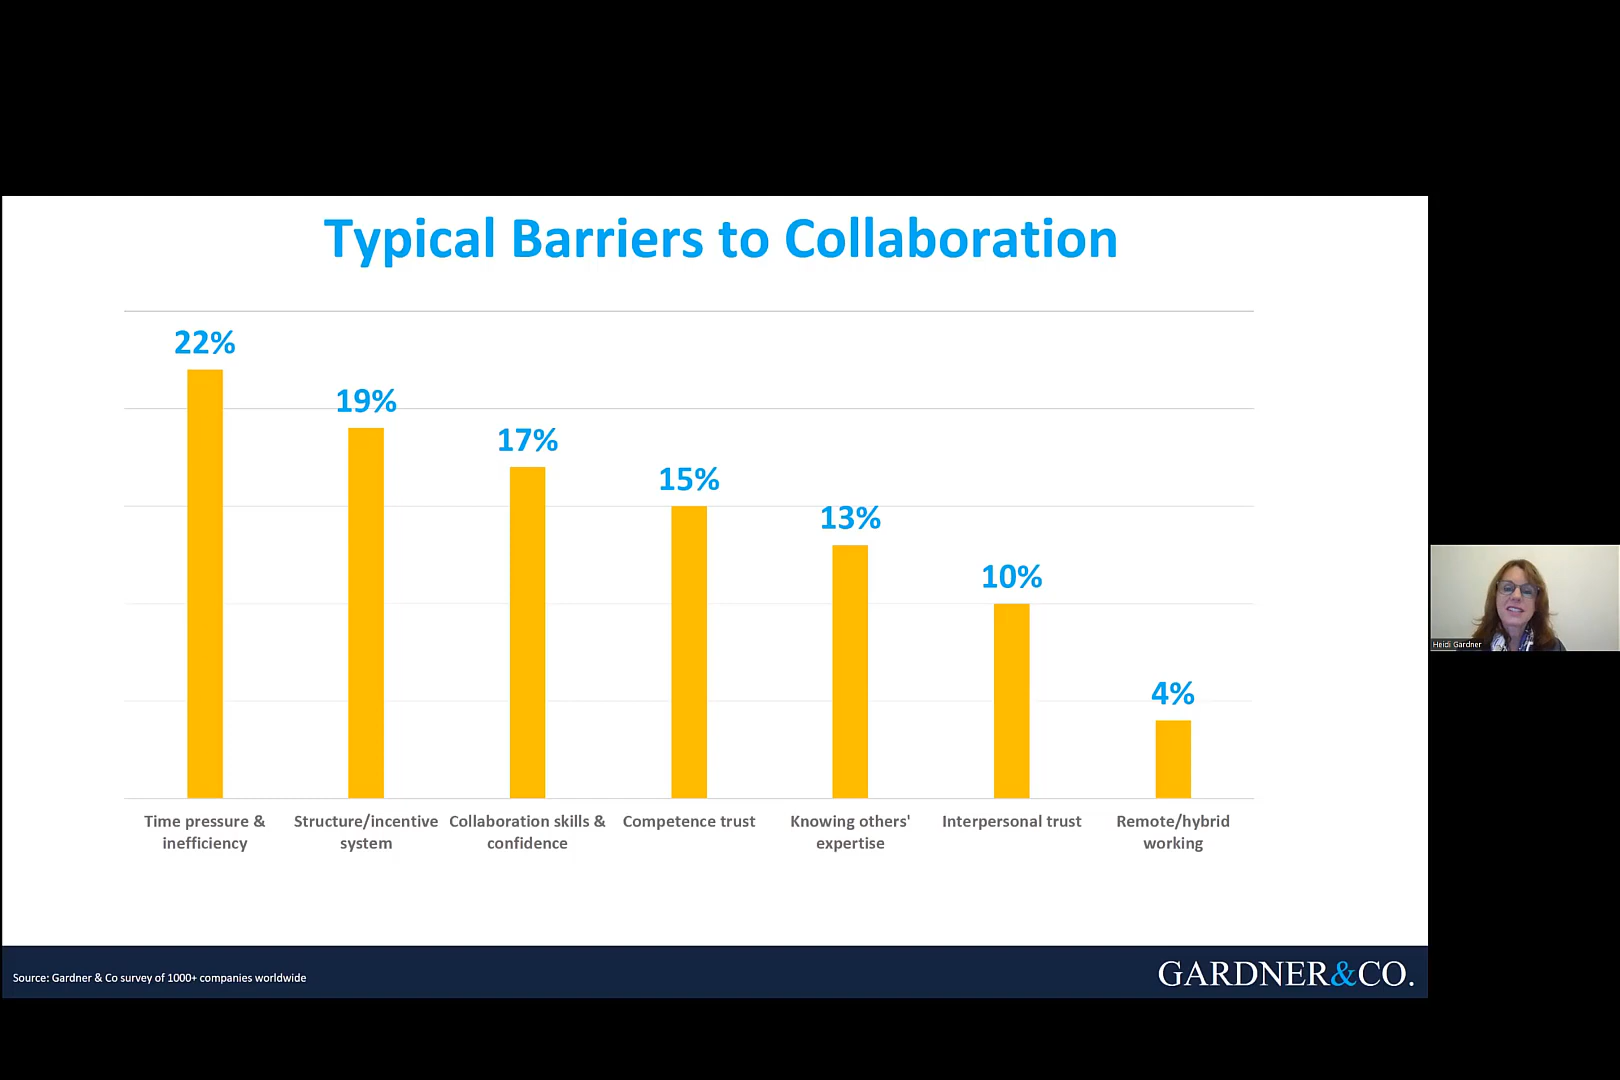 Typical Barriers to Collaboration
22%
19%
17%
15%
13%
10%
4%
Time pressure &
inefficiency
Structure/incentive
system
Collaboration skills &
confidence
Competence trust
Knowing others'
expertise
Interpersonal trust
Remote/hybrid
working
Source: Gardner & Co survey of 1000+ companies worldwide
GARDNER&CO.
Heidi Gardner